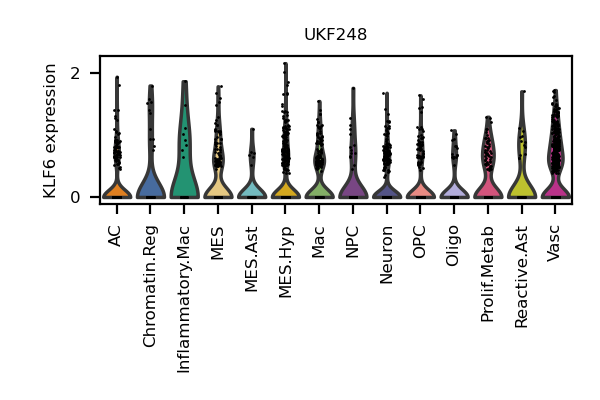 UKF248
KLF6 expression
2
0
AC
Chromatin.Reg
Inflammatory.Mac
MES
MES.Ast
MES.Hyp
Mac
NPC
Neuron
OPC
Oligo
Prolif.Metab
Reactive.Ast
Vasc